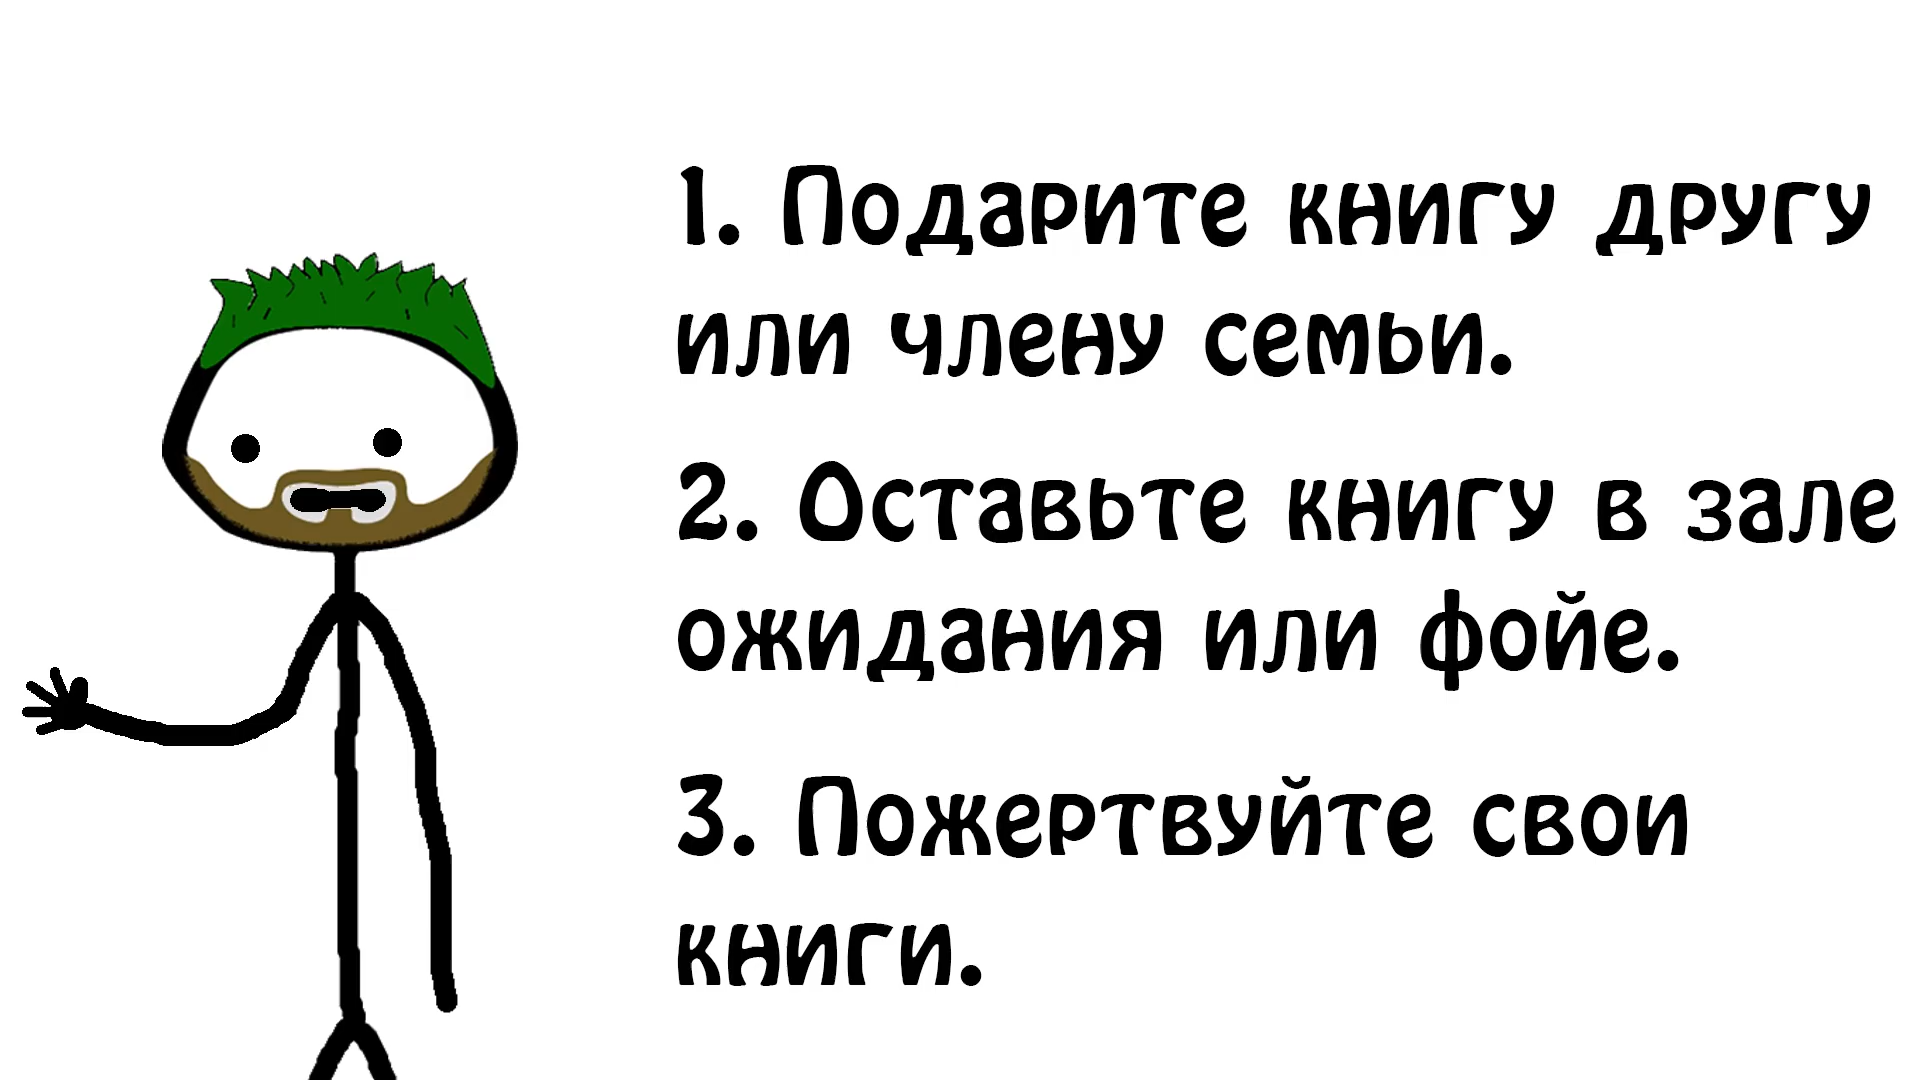 1. Подарите книгу другу
или члену семьи.
2. Оставьте книгу в зале
ожидания или фойе.
3. Пожертвуйте свои
книги.